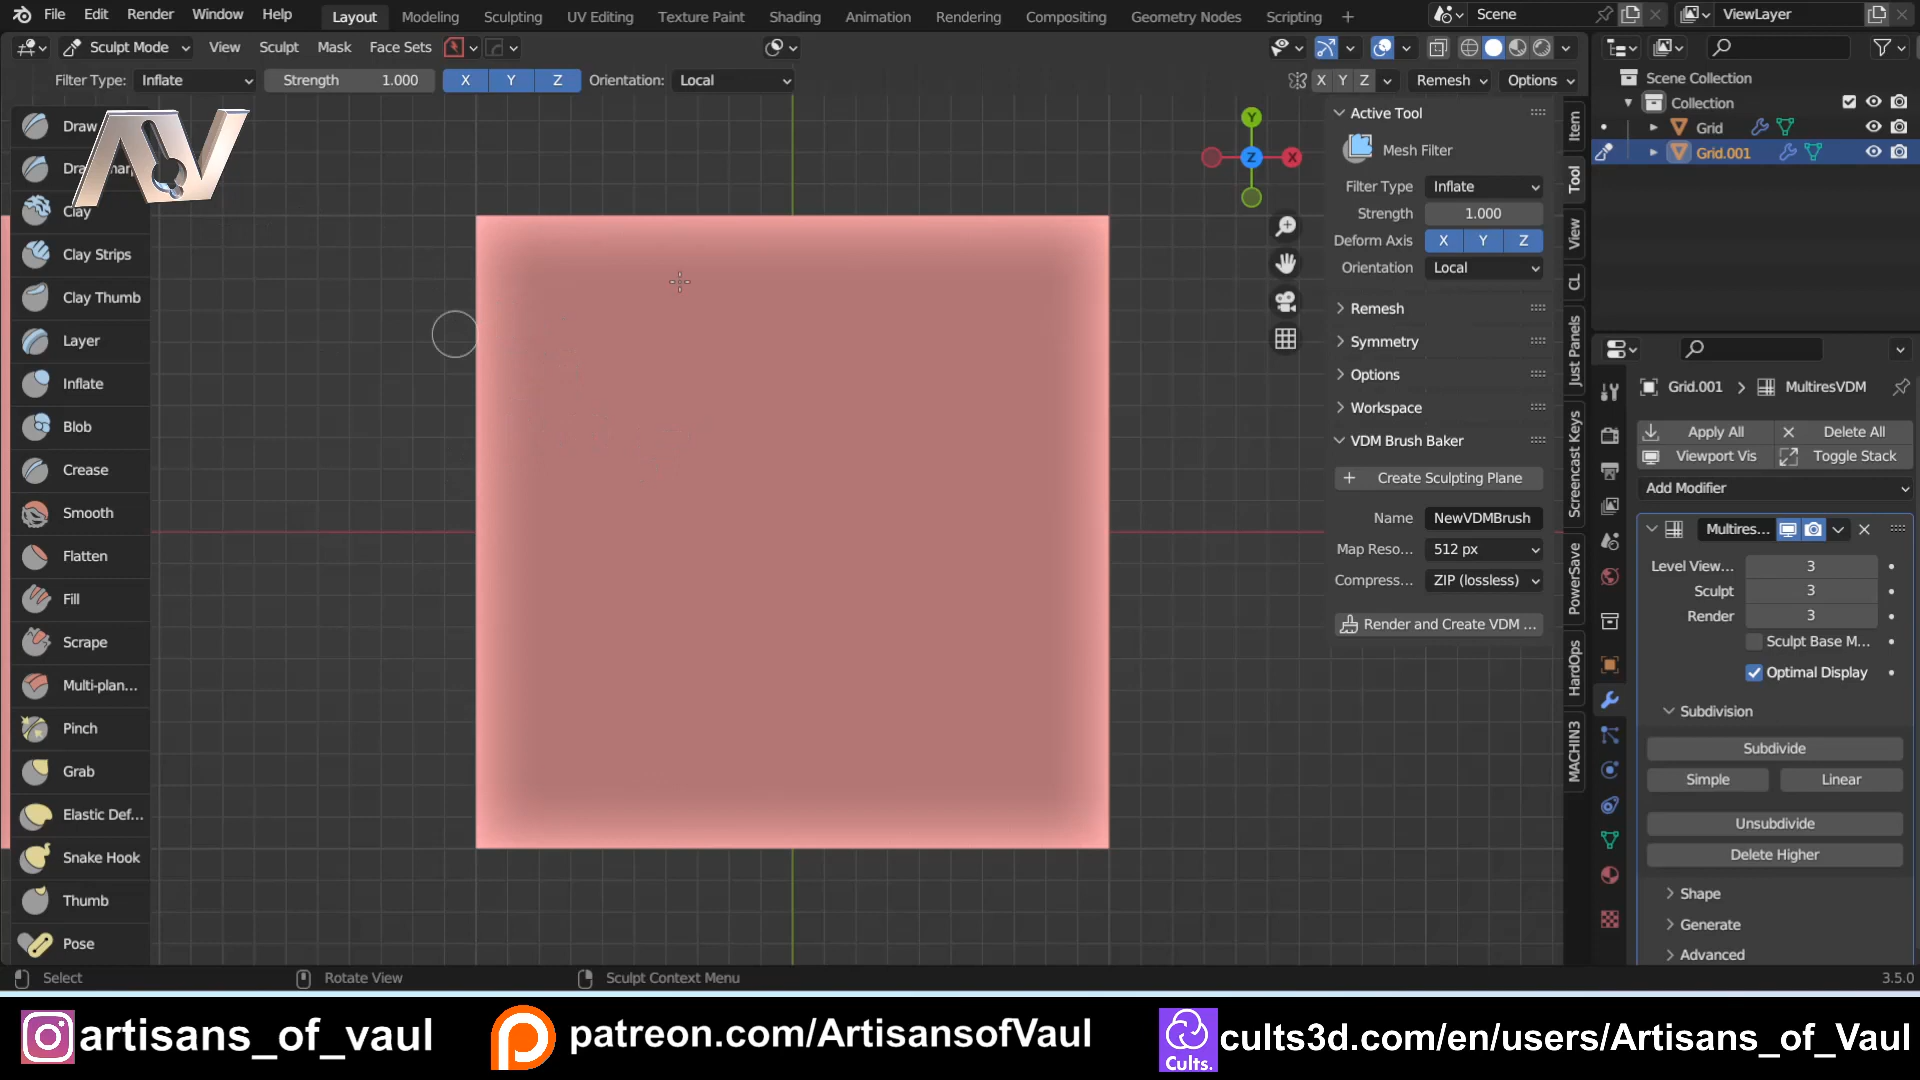 File Edit Render Window Help Layout Modeling Sculpting UV Editing Texture Paint Shading Animation Rendering Compositing Geometry Nodes Scripting + Scene ViewLayer
Sculpt Mode View Sculpt Mask Face Sets
Filter Type: Inflate Strength 1.000 X Y Z Orientation: Local X Y Z Remesh Options
Draw
Clay
Clay Strips
Clay Thumb
Layer
Inflate
Blob
Crease
Smooth
Flatten
Fill
Scrape
Multi-plan...
Pinch
Grab
Elastic Def...
Snake Hook
Thumb
Pose
AV
Y
Z X
Active Tool
Mesh Filter
Filter Type Inflate
Strength 1.000
Deform Axis X Y Z
Orientation Local
Remesh
Symmetry
Options
Workspace
VDM Brush Baker
Create Sculpting Plane
Name NewVDMBrush
Map Reso... 512 px
Compress... ZIP (lossless)
Render and Create VDM ...
Item
Tool
View
CL
Just Panels
Screencast Keys
PowerSave
HardOps
MACHIN3
Scene Collection
Collection
Grid
Grid.001
Grid.001 MultiresVDM
Apply All Delete All
Viewport Vis Toggle Stack
Add Modifier
Multires...
Level View... 3
Sculpt 3
Render 3
Sculpt Base M...
Optimal Display
Subdivision
Subdivide
Simple Linear
Unsubdivide
Delete Higher
Shape
Generate
Advanced
Select Rotate View Sculpt Context Menu 3.5.0
artisans_of_vaul patreon.com/ArtisansofVaul Cults. cults3d.com/en/users/Artisans_of_Vaul